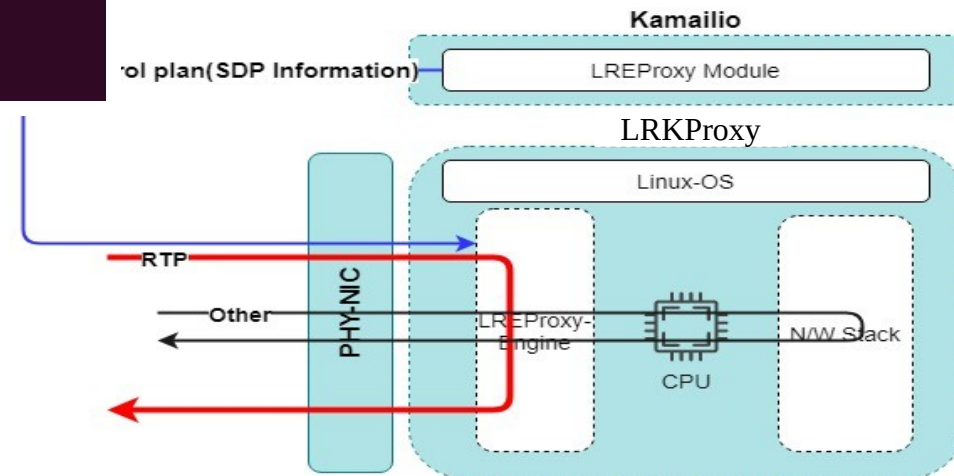 Kamailio
rol plan(SDP Information)
LREProxy Module
LRKProxy
Linux-OS
RTP
PHY-NIC
Other
LREProxy-
Engine
N/W Stack
CPU